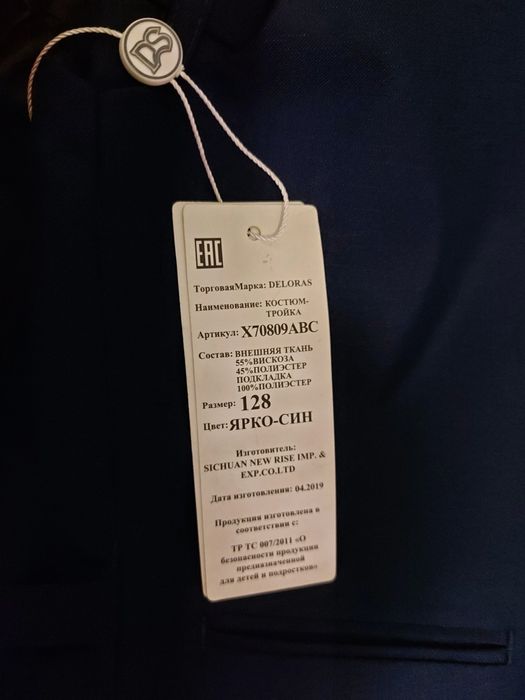 DS
EAC
ТорговаяМарка: DELORAS
Наименование: КОСТЮМ-
ТРОЙКА
Артикул: X70809ABC
Состав: ВНЕШНЯЯ ТКАНЬ
55%ВИСКОЗА
45%ПОЛИЭСТЕР
ПОДКЛАДКА
100%ПОЛИЭСТЕР
Размер: 128
Цвет: ЯРКО-СИН
Изготовитель:
SICHUAN NEW RISE IMP. &
EXP.CO.LTD
Дата изготовления: 04.2019
Продукция изготовлена в
соответствии с:
ТР ТС 007/2011 «О
безопасности продукции
предназначенной
для детей и подростков»